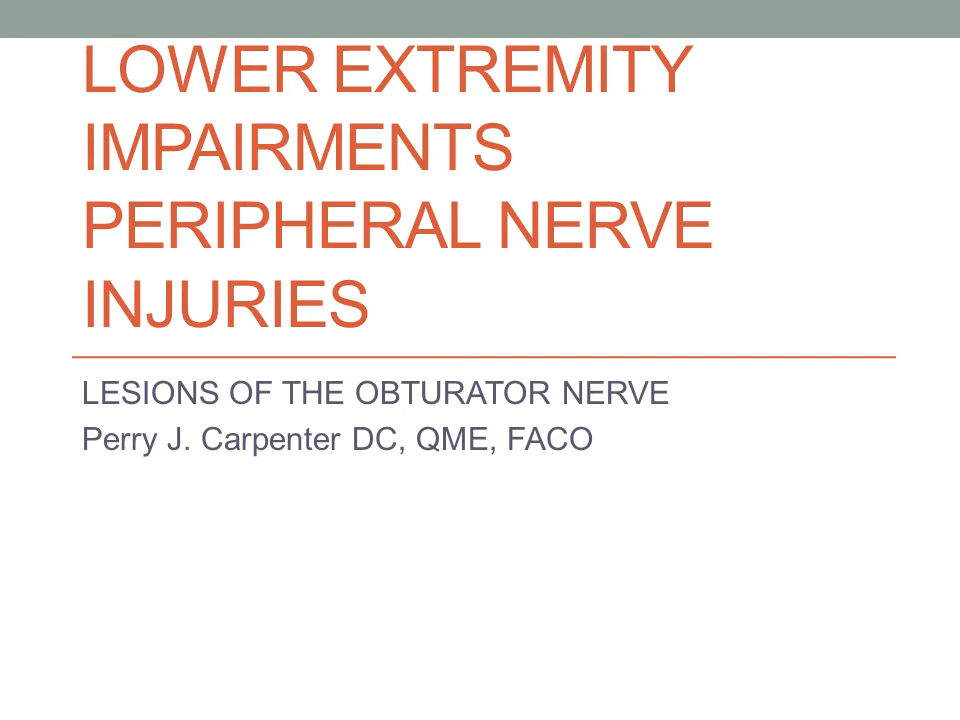 LOWER EXTREMITY
IMPAIRMENTS
PERIPHERAL NERVE
INJURIES
LESIONS OF THE OBTURATOR NERVE
Perry J. Carpenter DC, QME, FACO